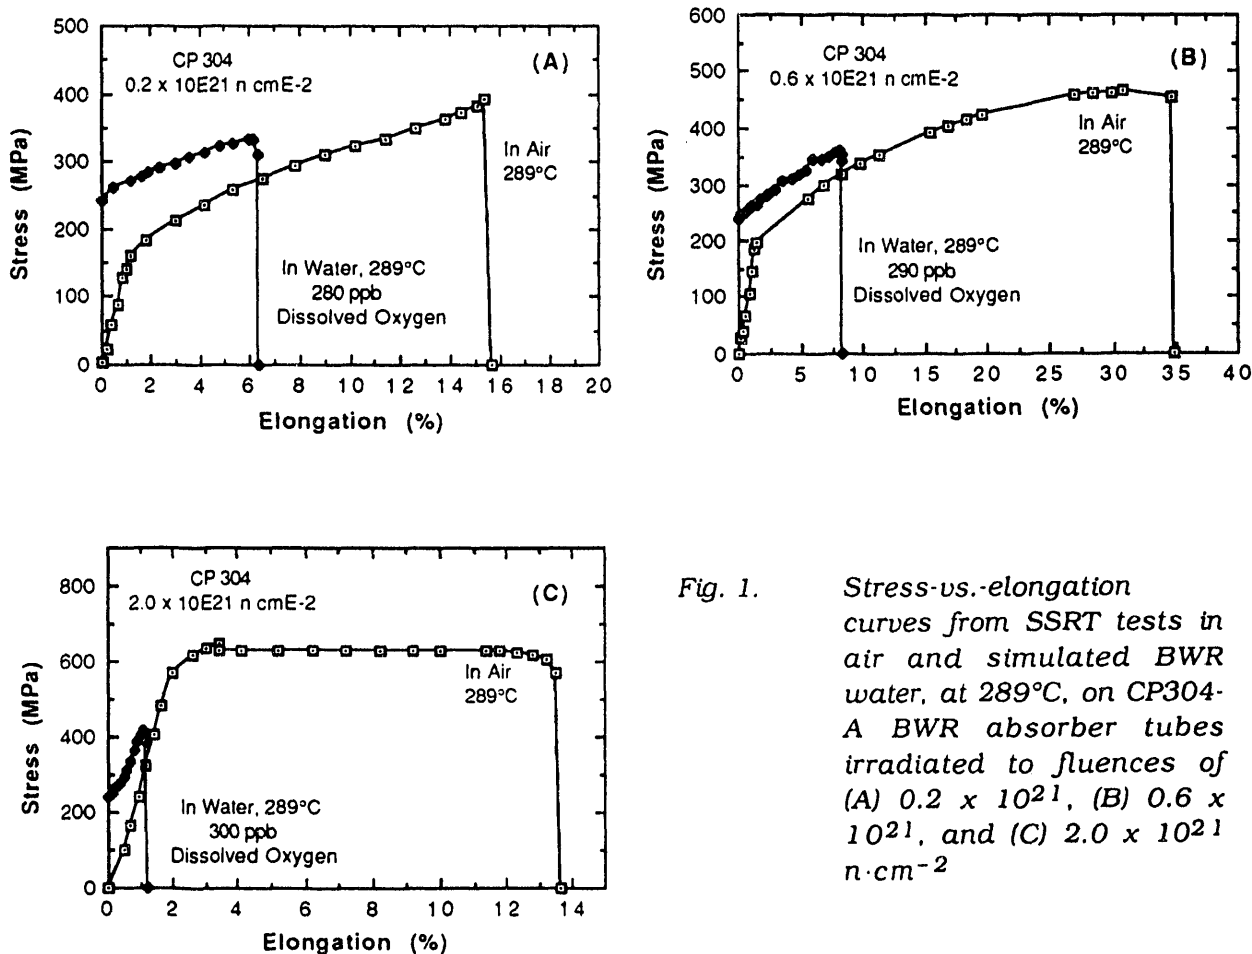 500
400
300
200
100
0
Stress (MPa)
CP 304
0.2 x 10E21 n cmE-2
(A)
In Air
289°C
In Water, 289°C
280 ppb
Dissolved Oxygen
0 2 4 6 8 10 12 14 16 18 20
Elongation (%)
600
500
400
300
200
100
0
Stress (MPa)
CP 304
0.6 x 10E21 n cmE-2
(B)
In Air
289°C
In Water, 289°C
290 ppb
Dissolved Oxygen
0 5 10 15 20 25 30 35 40
Elongation (%)
800
600
400
200
0
Stress (MPa)
CP 304
2.0 x 10E21 n cmE-2
(C)
In Air
289°C
In Water, 289°C
300 ppb
Dissolved Oxygen
0 2 4 6 8 10 12 14
Elongation (%)
Fig. 1. Stress-vs.-elongation
curves from SSRT tests in
air and simulated BWR
water, at 289°C, on CP304-
A BWR absorber tubes
irradiated to fluences of
(A) 0.2 x 10²¹, (B) 0.6 x
10²¹, and (C) 2.0 x 10²¹
n·cm⁻²